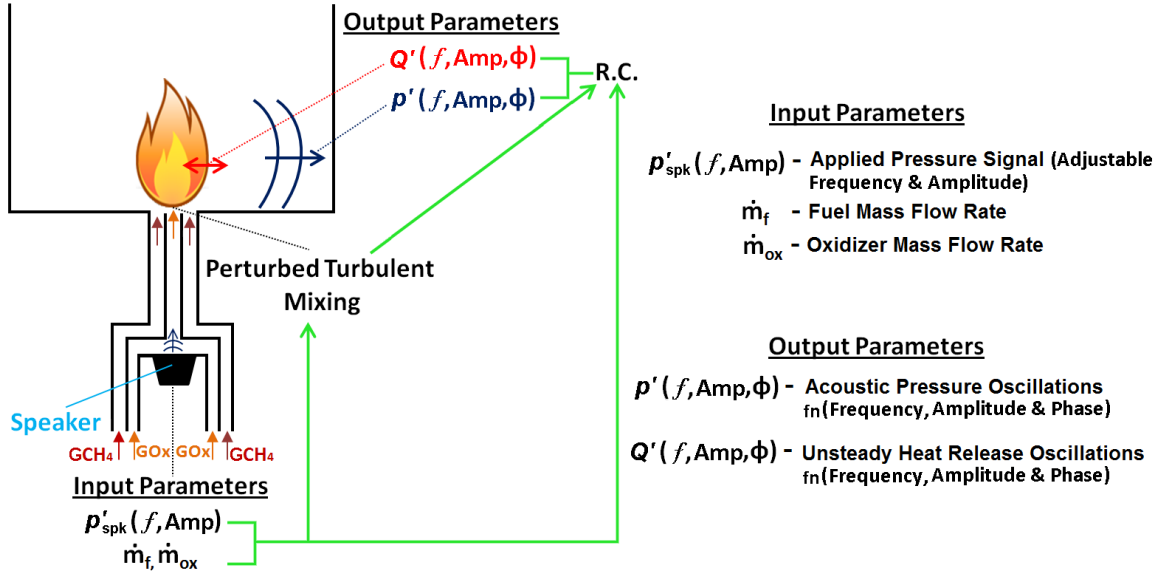 Output Parameters
Q′(f,Amp,ϕ)
R.C.
p′(f,Amp,ϕ)
Perturbed Turbulent
Mixing
Speaker
GCH₄ GOx GOx GCH₄
Input Parameters
p′spk(f,Amp)
ṁf, ṁox
Input Parameters
p′spk(f,Amp) - Applied Pressure Signal (Adjustable
Frequency & Amplitude)
ṁf - Fuel Mass Flow Rate
ṁox - Oxidizer Mass Flow Rate
Output Parameters
p′(f,Amp,ϕ) - Acoustic Pressure Oscillations
fn(Frequency, Amplitude & Phase)
Q′(f,Amp,ϕ) - Unsteady Heat Release Oscillations
fn(Frequency, Amplitude & Phase)